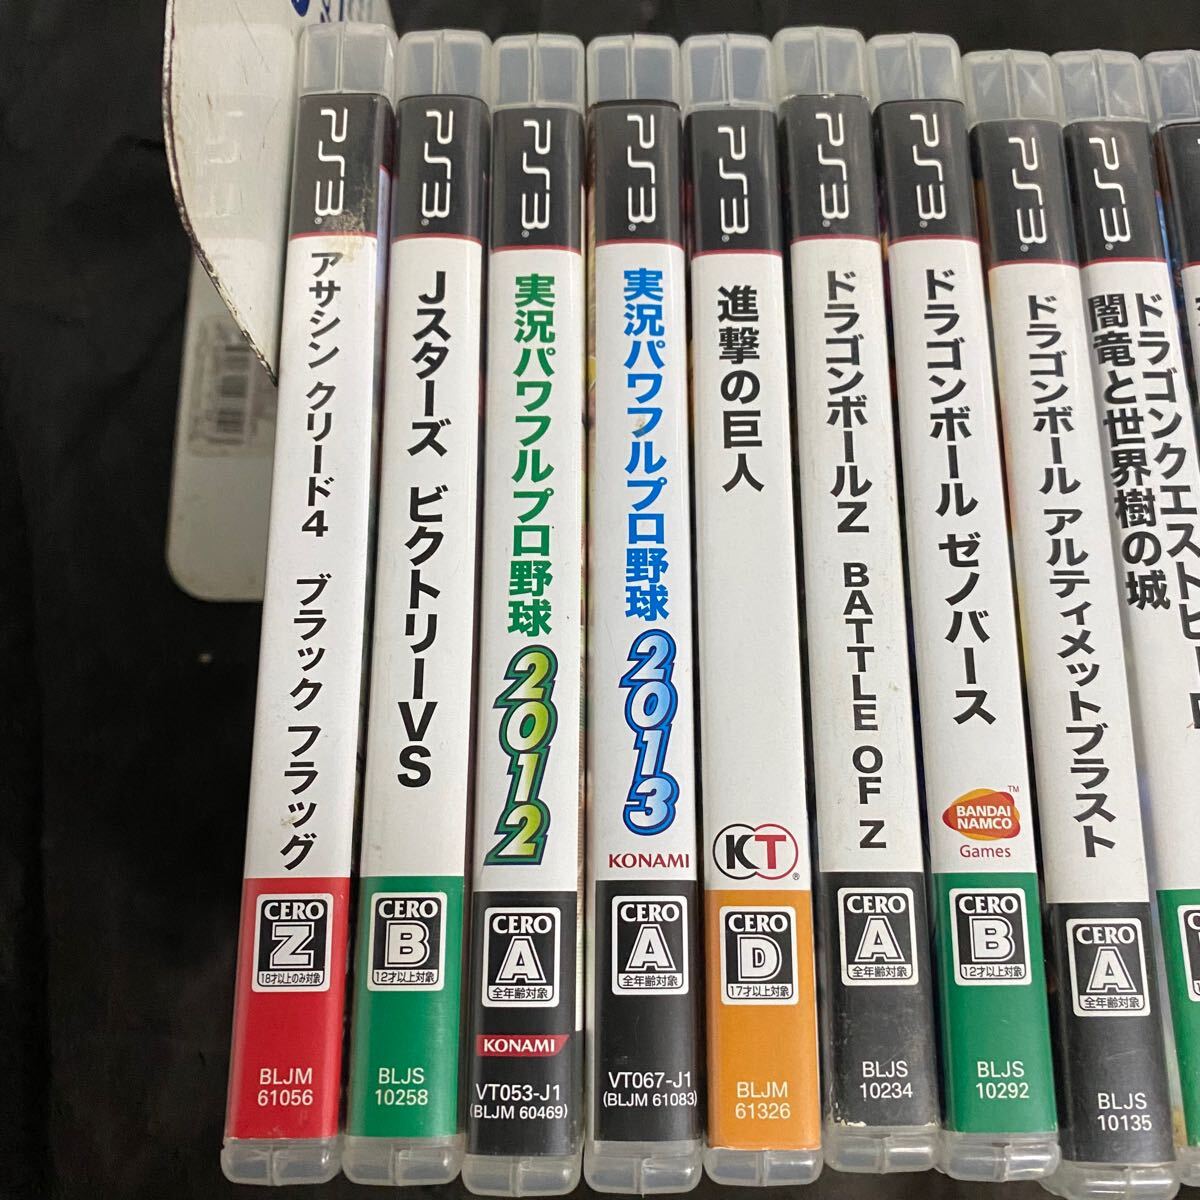 PS3
アサシン クリード4 ブラック フラッグ
CERO
Z
18才以上のみ対象
BLJM
61056
PS3
Jスターズ ビクトリーVS
CERO
B
12才以上対象
BLJS
10258
PS3
実況パワフルプロ野球2012
CERO
A
全年齢対象
KONAMI
VT053-J1
(BLJM 60469)
PS3
実況パワフルプロ野球2013
KONAMI
CERO
A
全年齢対象
VT067-J1
(BLJM 61083)
PS3
進撃の巨人
KT
CERO
D
17才以上対象
BLJM
61326
PS3
ドラゴンボールZ BATTLE OF Z
CERO
A
全年齢対象
BLJS
10234
PS3
ドラゴンボール ゼノバース
BANDAI
NAMCO
Games
CERO
B
12才以上対象
BLJS
10292
PS3
ドラゴンボール アルティメットブラスト
CERO
A
全年齢対象
BLJS
10135
PS3
ドラゴンクエストヒー
闇竜と世界樹の城